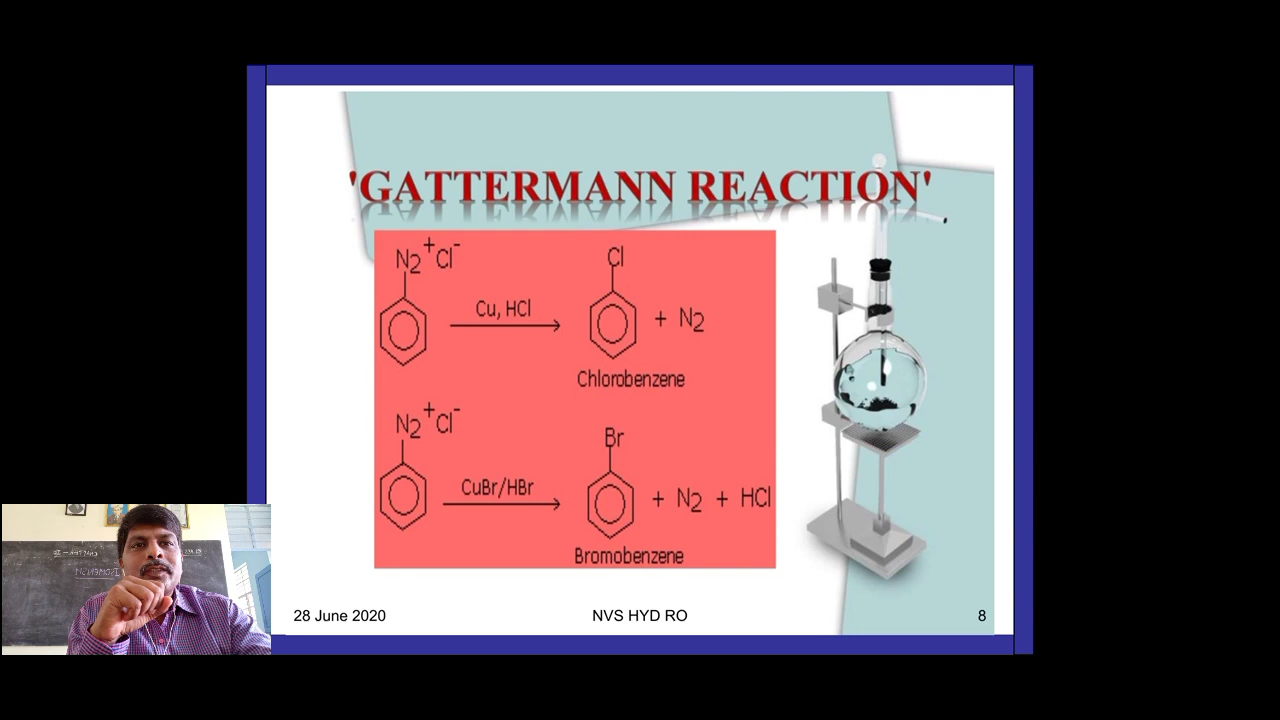 'GATTERMANN REACTION'
N2+Cl-
Cu, HCl
Cl
+ N2
Chlorobenzene
N2+Cl-
CuBr/HBr
Br
+ N2 + HCl
Bromobenzene
28 June 2020
NVS HYD RO
8